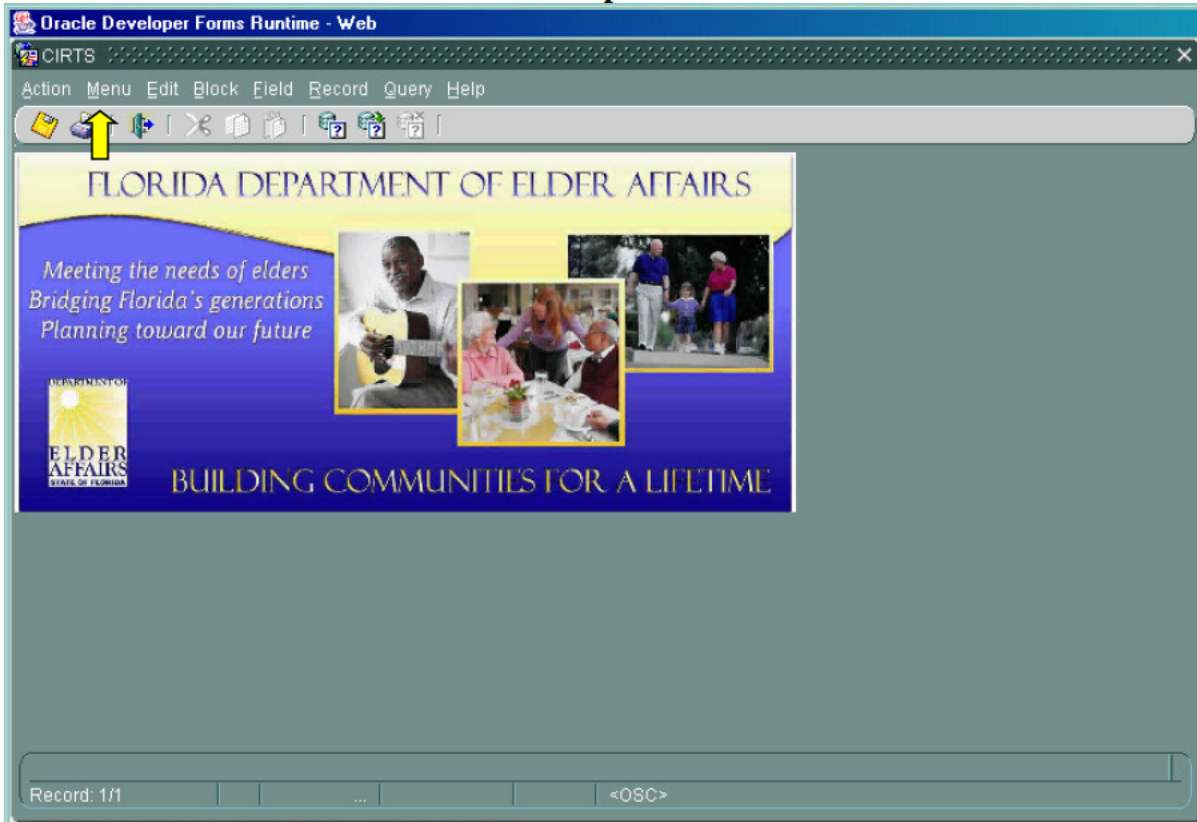 Oracle Developer Forms Runtime - Web
CIRTS
Action Menu Edit Block Field Record Query Help
FLORIDA DEPARTMENT OF ELDER AFFAIRS
Meeting the needs of elders
Bridging Florida's generations
Planning toward our future
DEPARTMENT OF
ELDER
AFFAIRS
STATE OF FLORIDA
BUILDING COMMUNITIES FOR A LIFETIME
Record: 1/1 ... <OSC>